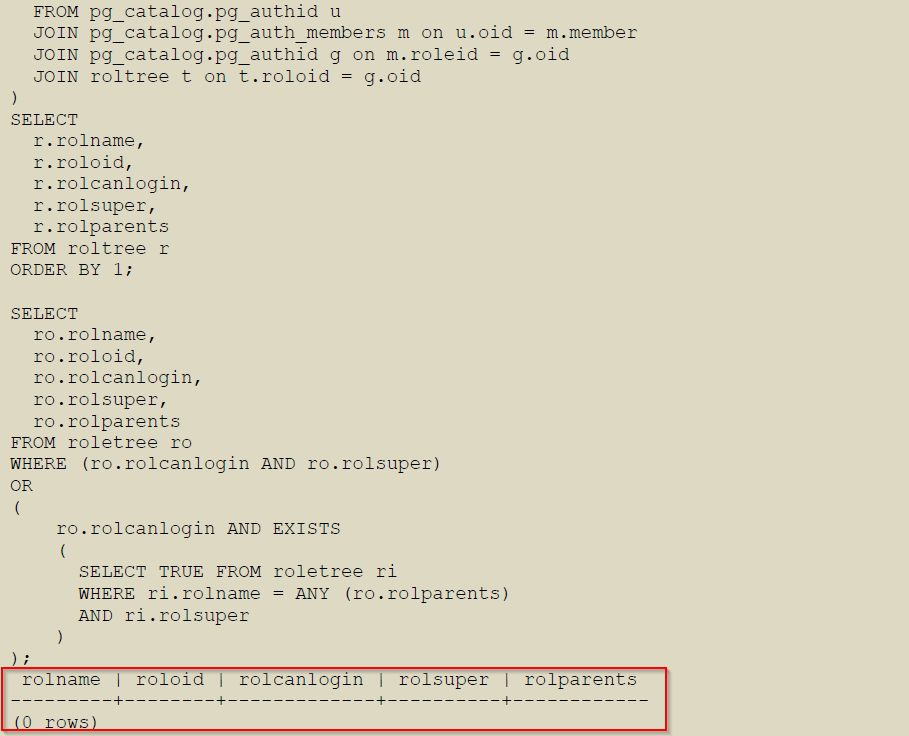 FROM pg_catalog.pg_authid u
JOIN pg_catalog.pg_auth_members m on u.oid = m.member
JOIN pg_catalog.pg_authid g on m.roleid = g.oid
JOIN roltree t on t.roloid = g.oid
)
SELECT
r.rolname,
r.roloid,
r.rolcanlogin,
r.rolsuper,
r.rolparents
FROM roltree r
ORDER BY 1;
SELECT
ro.rolname,
ro.roloid,
ro.rolcanlogin,
ro.rolsuper,
ro.rolparents
FROM roletree ro
WHERE (ro.rolcanlogin AND ro.rolsuper)
OR
(
ro.rolcanlogin AND EXISTS
(
SELECT TRUE FROM roletree ri
WHERE ri.rolname = ANY (ro.rolparents)
AND ri.rolsuper
)
);
rolname | roloid | rolcanlogin | rolsuper | rolparents
---------+--------+-------------+----------+------------
(0 rows)